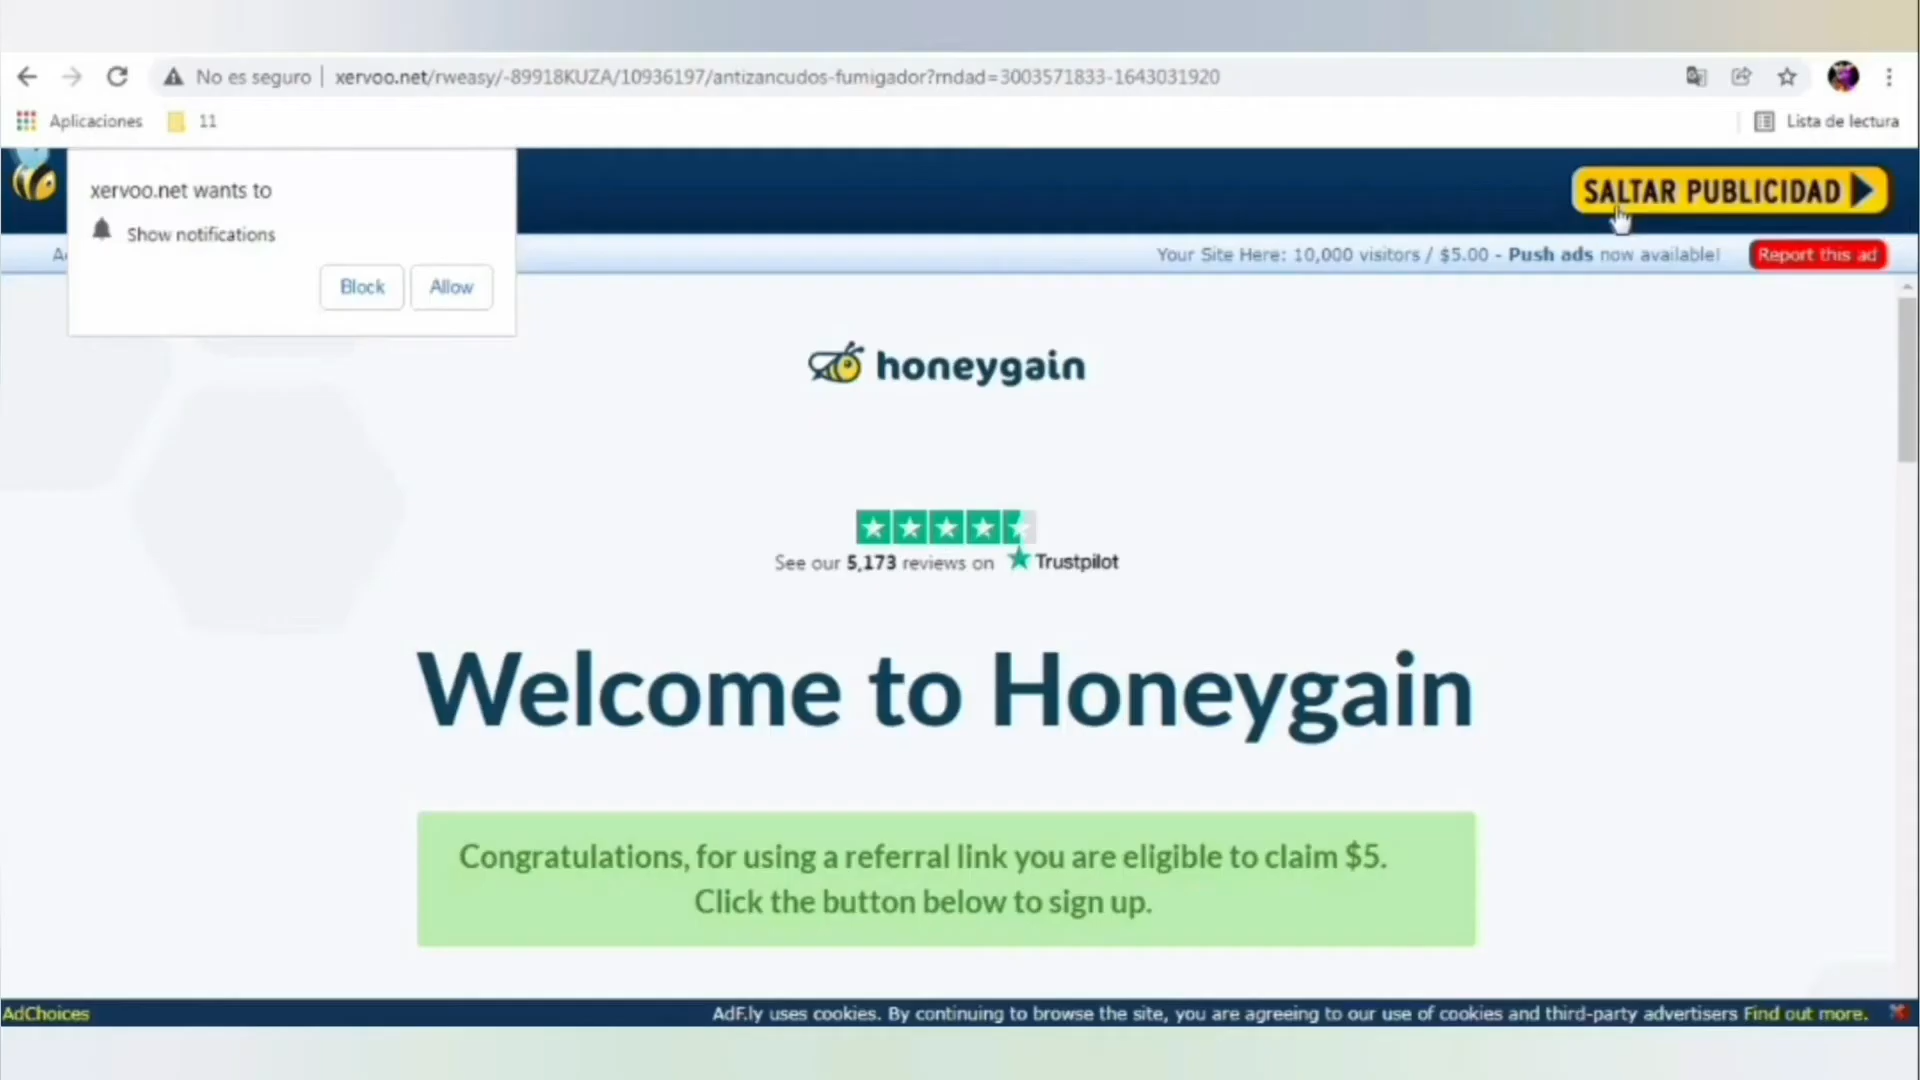 No es seguro | xervoo.net/rweasy/-89918KUZA/10936197/antizancudos-fumigador?rndad=3003571833-1643031920
Aplicaciones
11
Lista de lectura
xervoo.net wants to
Show notifications
Block
Allow
SALTAR PUBLICIDAD
Your Site Here: 10,000 visitors / $5.00 - Push ads now available!
Report this ad
honeygain
See our 5,173 reviews on Trustpilot
Welcome to Honeygain
Congratulations, for using a referral link you are eligible to claim $5.
Click the button below to sign up.
AdChoices
AdF.ly uses cookies. By continuing to browse the site, you are agreeing to our use of cookies and third-party advertisers Find out more.